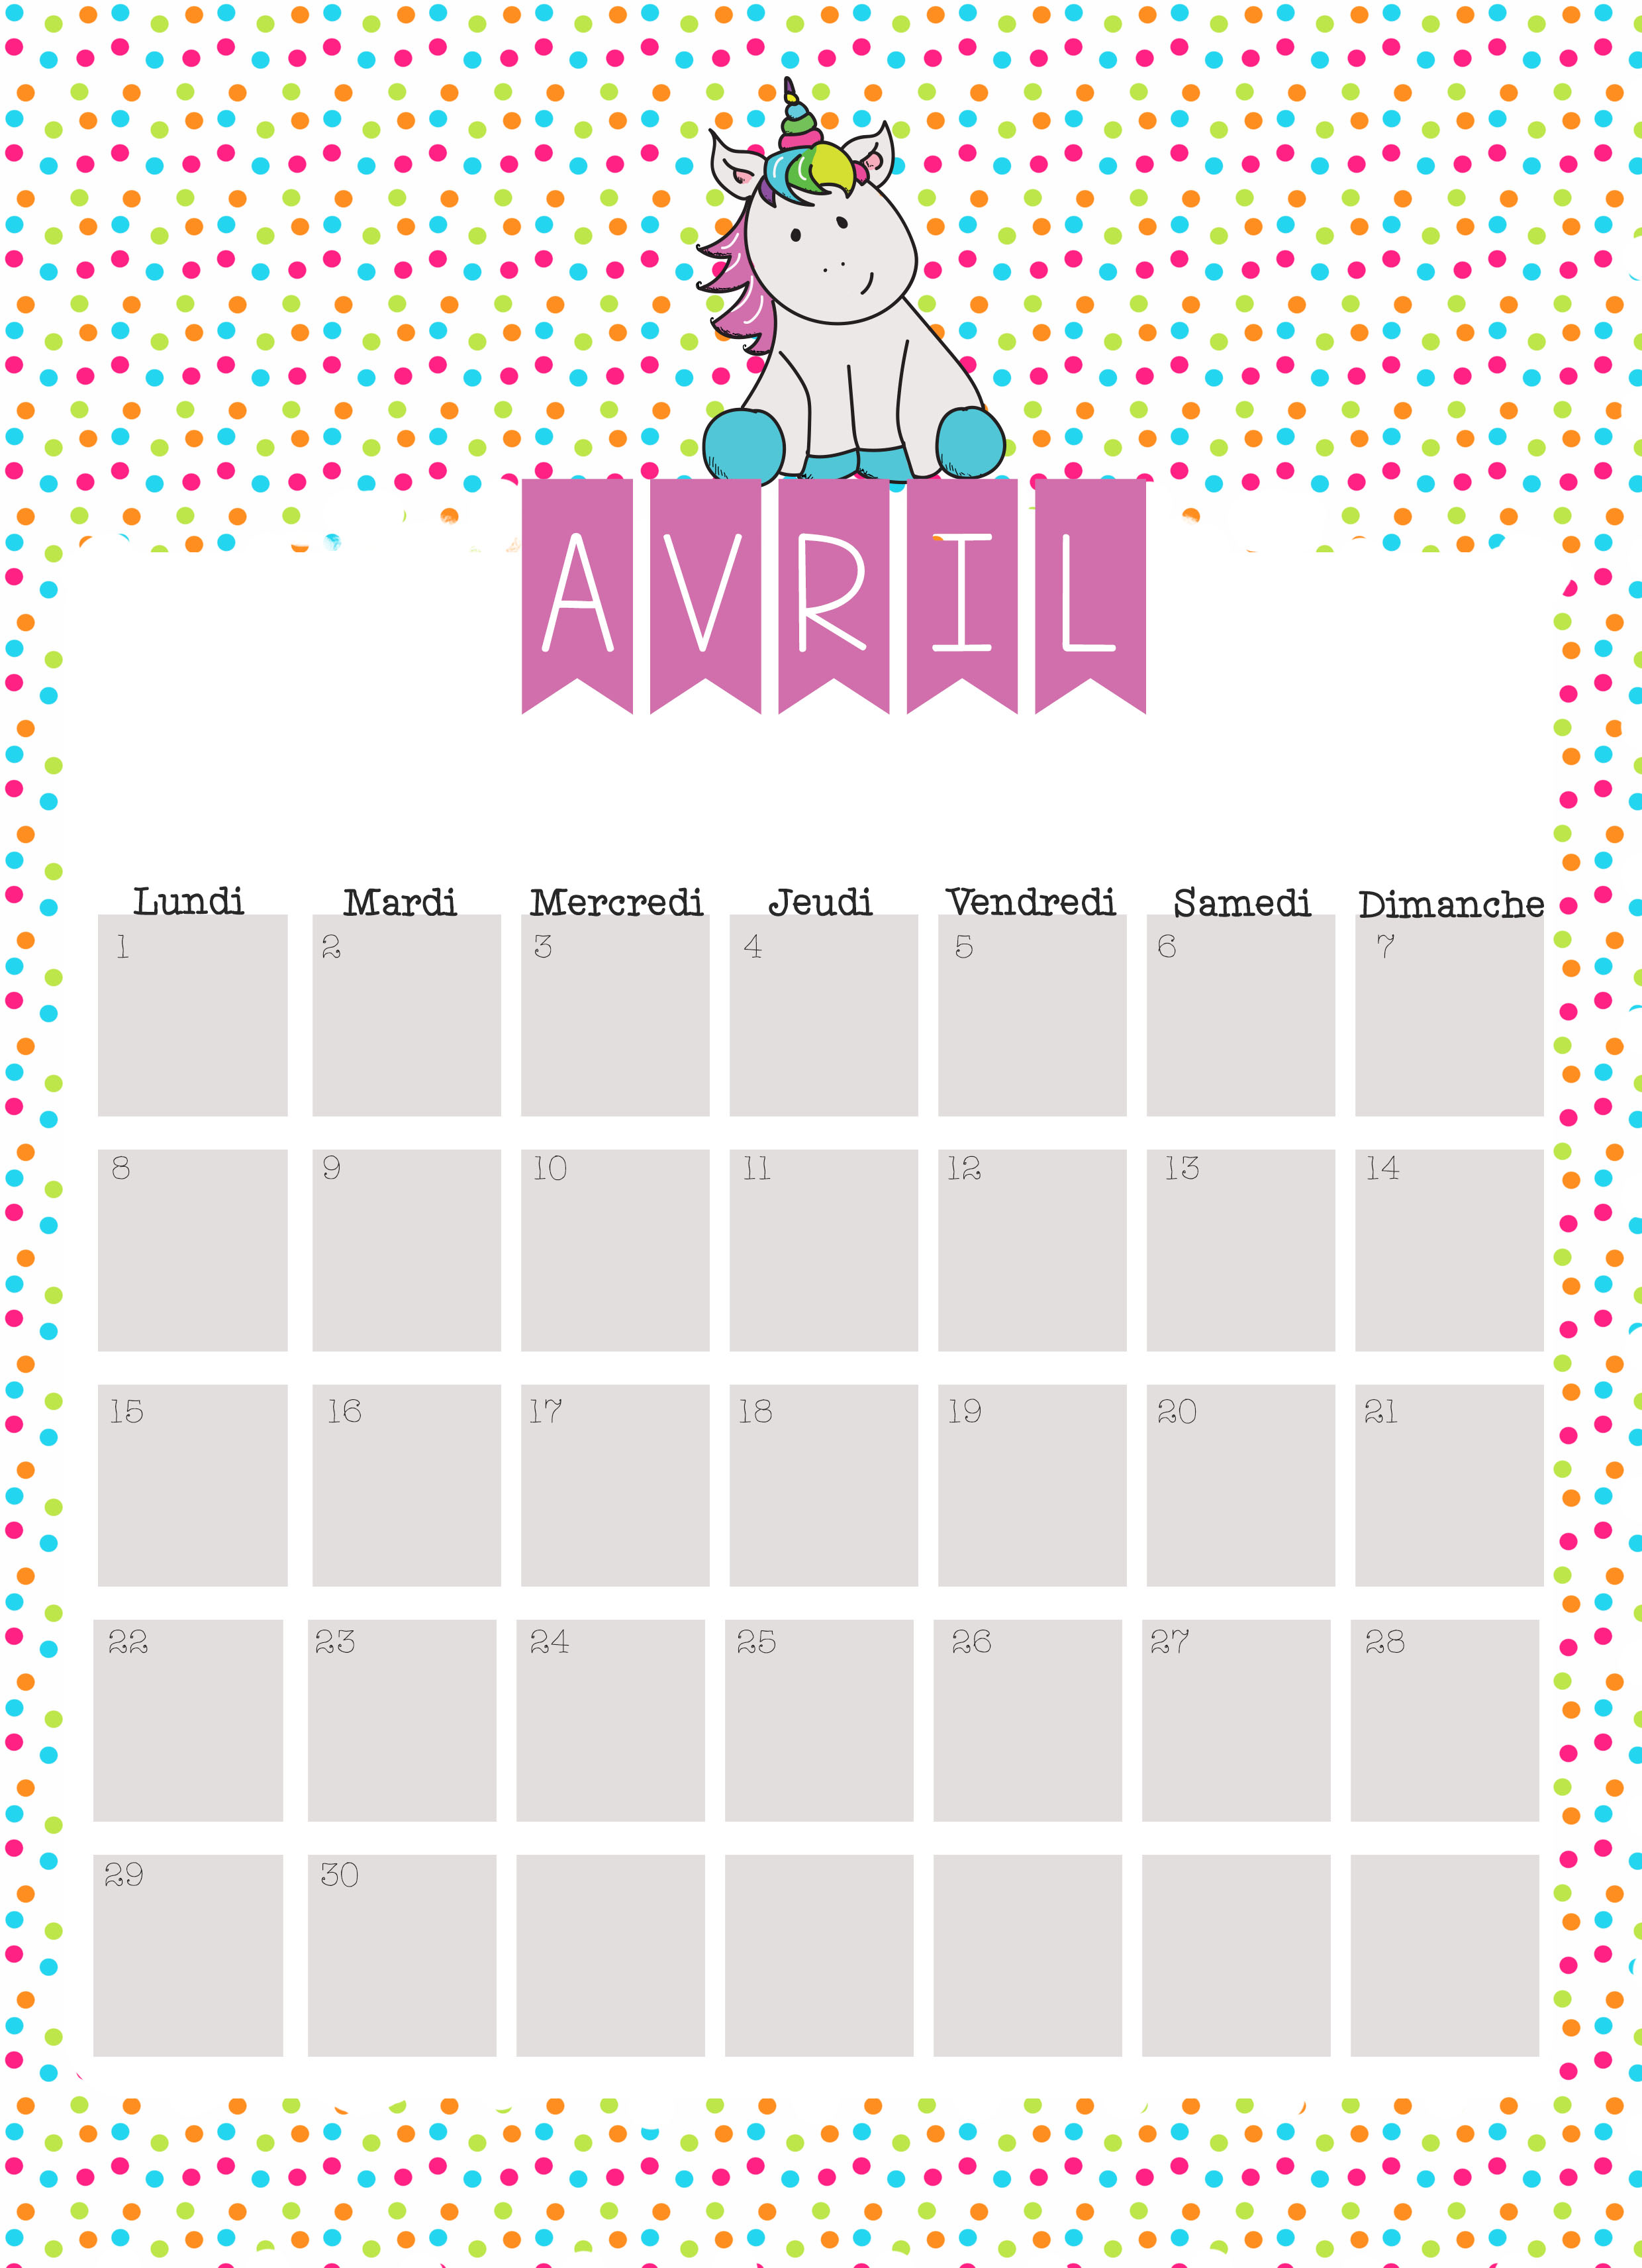 AVRIL
Lundi Mardi Mercredi Jeudi Vendredi Samedi Dimanche
1 2 3 4 5 6 7
8 9 10 11 12 13 14
15 16 17 18 19 20 21
22 23 24 25 26 27 28
29 30